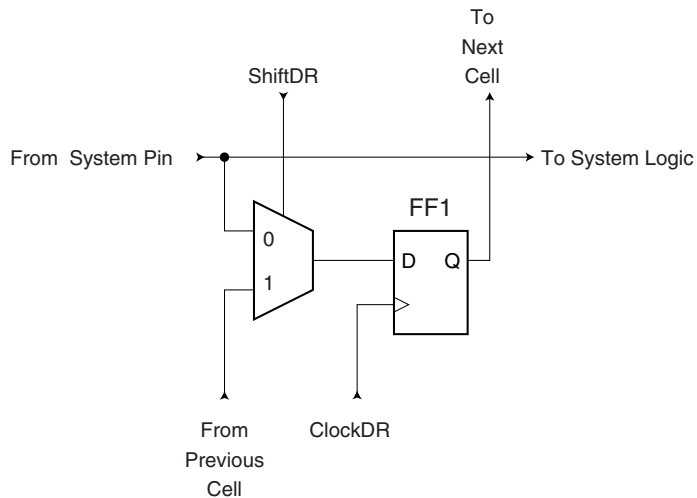 To
Next
Cell
ShiftDR
From System Pin
To System Logic
FF1
0
D Q
1
From
Previous
Cell
ClockDR